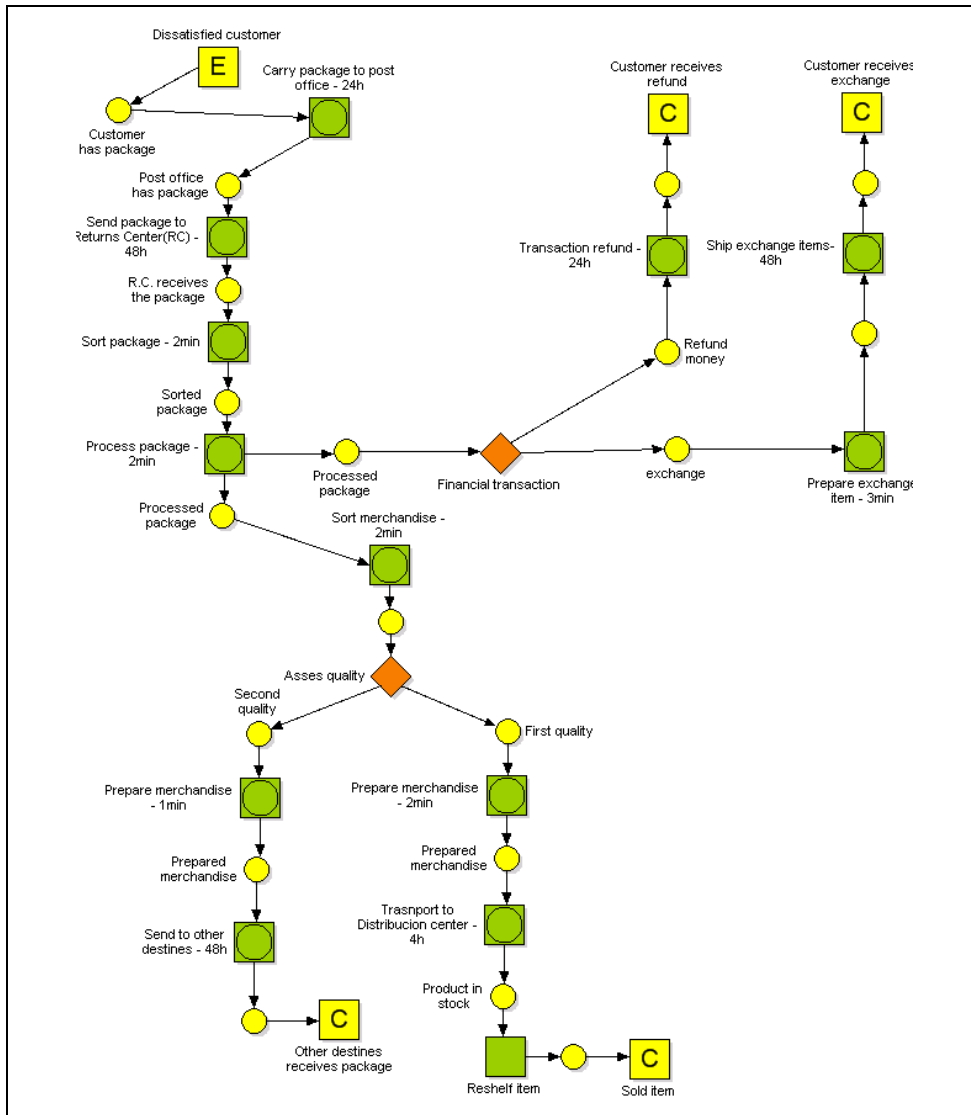 Dissatisfied customer
E
Carry package to post
office - 24h
Customer
has package
Post office
has package
Send package to
Returns Center(RC) -
48h
R.C. receives
the package
Sort package - 2min
Sorted
package
Process package -
2min
Processed
package
Processed
package
Financial transaction
Customer receives
refund
C
Transaction refund -
24h
Refund
money
Customer receives
exchange
C
Ship exchange items-
48h
exchange
Prepare exchange
item - 3min
Sort merchandise -
2min
Asses quality
Second
quality
First quality
Prepare merchandise
- 1min
Prepare merchandise
- 2min
Prepared
merchandise
Prepared
merchandise
Send to other
destines - 48h
Trasnport to
Distribucion center -
4h
Product in
stock
C
Other destines
receives package
Reshelf item
C
Sold item